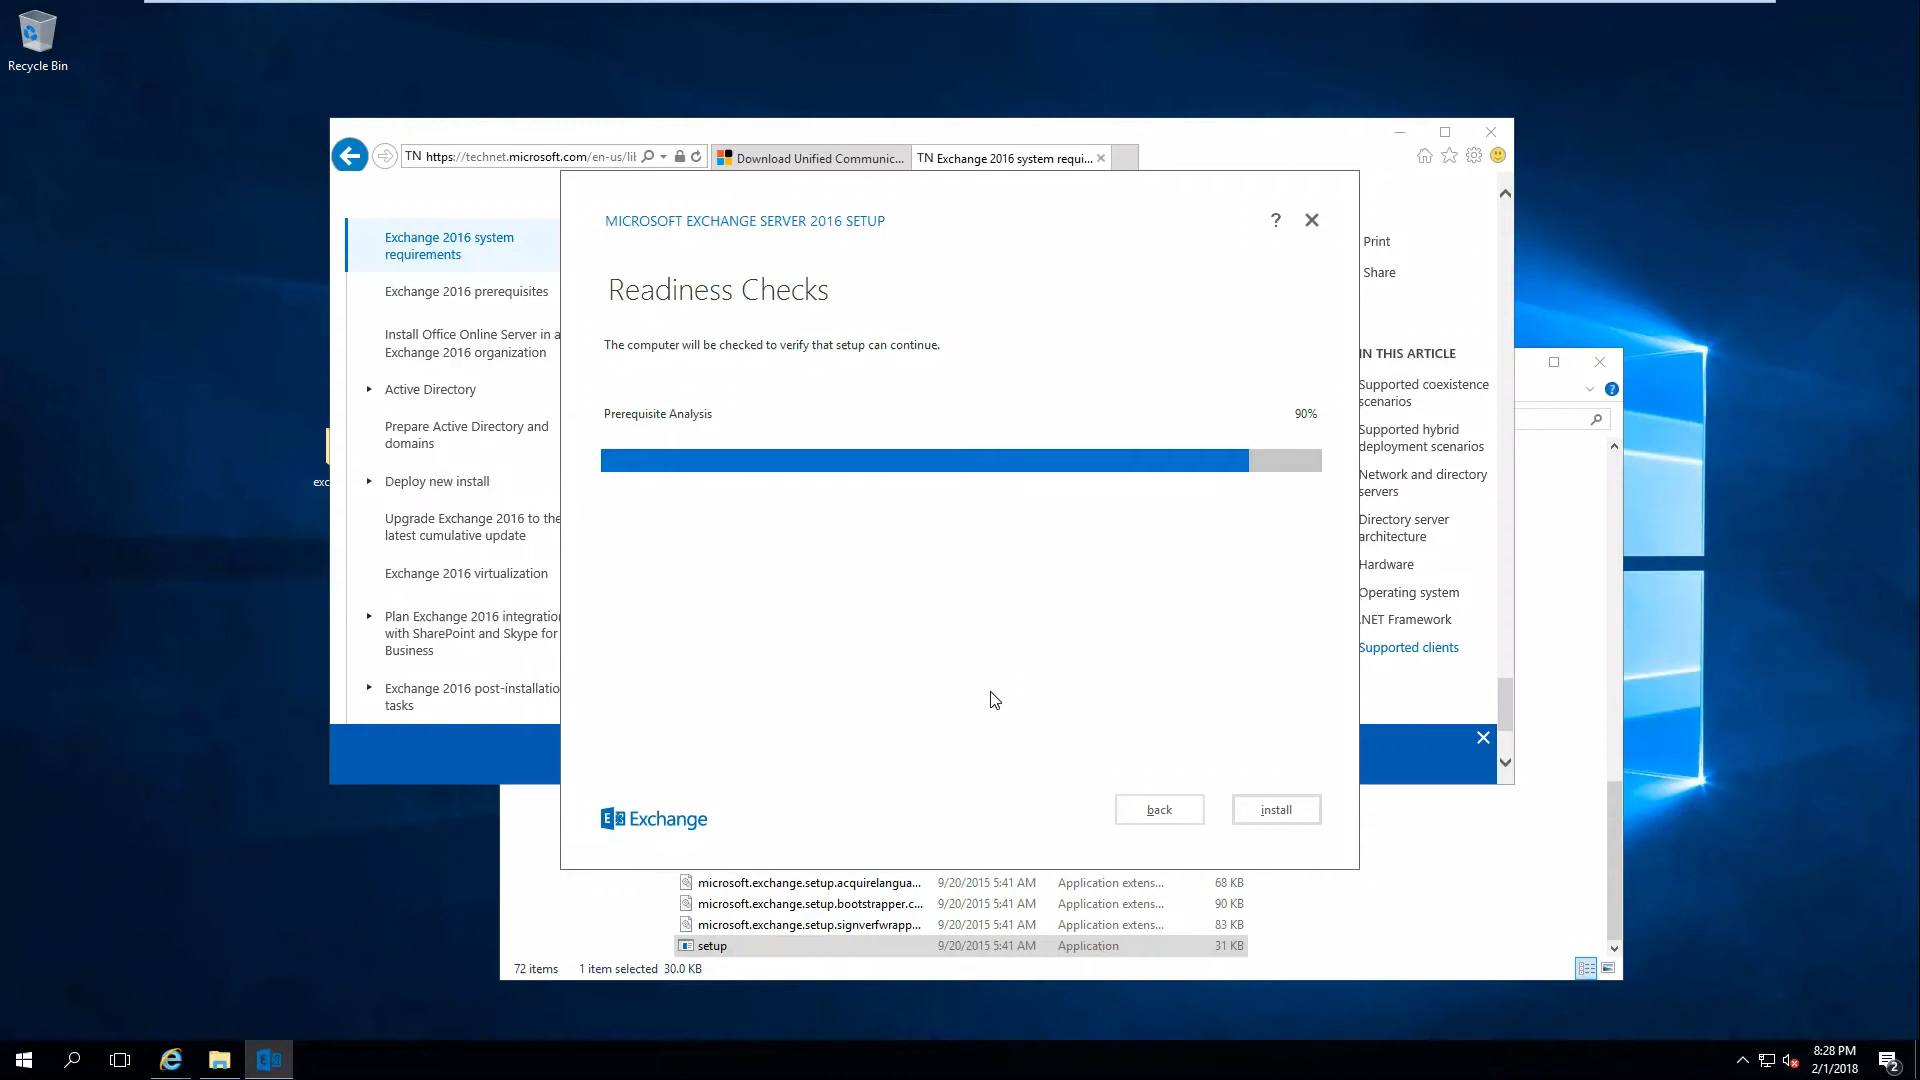 Recycle Bin
TN https://technet.microsoft.com/en-us/lil
Download Unified Communic...
TN Exchange 2016 system requi...
Exchange 2016 system
requirements
Exchange 2016 prerequisites
Install Office Online Server in a
Exchange 2016 organization
Active Directory
Prepare Active Directory and
domains
Deploy new install
Upgrade Exchange 2016 to the
latest cumulative update
Exchange 2016 virtualization
Plan Exchange 2016 integration
with SharePoint and Skype for
Business
Exchange 2016 post-installatio
tasks
exc
MICROSOFT EXCHANGE SERVER 2016 SETUP
?
Readiness Checks
The computer will be checked to verify that setup can continue.
Prerequisite Analysis
90%
Exchange
back
install
Print
Share
IN THIS ARTICLE
Supported coexistence
scenarios
Supported hybrid
deployment scenarios
Network and directory
servers
Directory server
architecture
Hardware
Operating system
.NET Framework
Supported clients
microsoft.exchange.setup.acquirelangua... 9/20/2015 5:41 AM Application extens... 68 KB
microsoft.exchange.setup.bootstrapper.c... 9/20/2015 5:41 AM Application extens... 90 KB
microsoft.exchange.setup.signverfwrapp... 9/20/2015 5:41 AM Application extens... 83 KB
setup 9/20/2015 5:41 AM Application 31 KB
72 items 1 item selected 30.0 KB
8:28 PM
2/1/2018
2